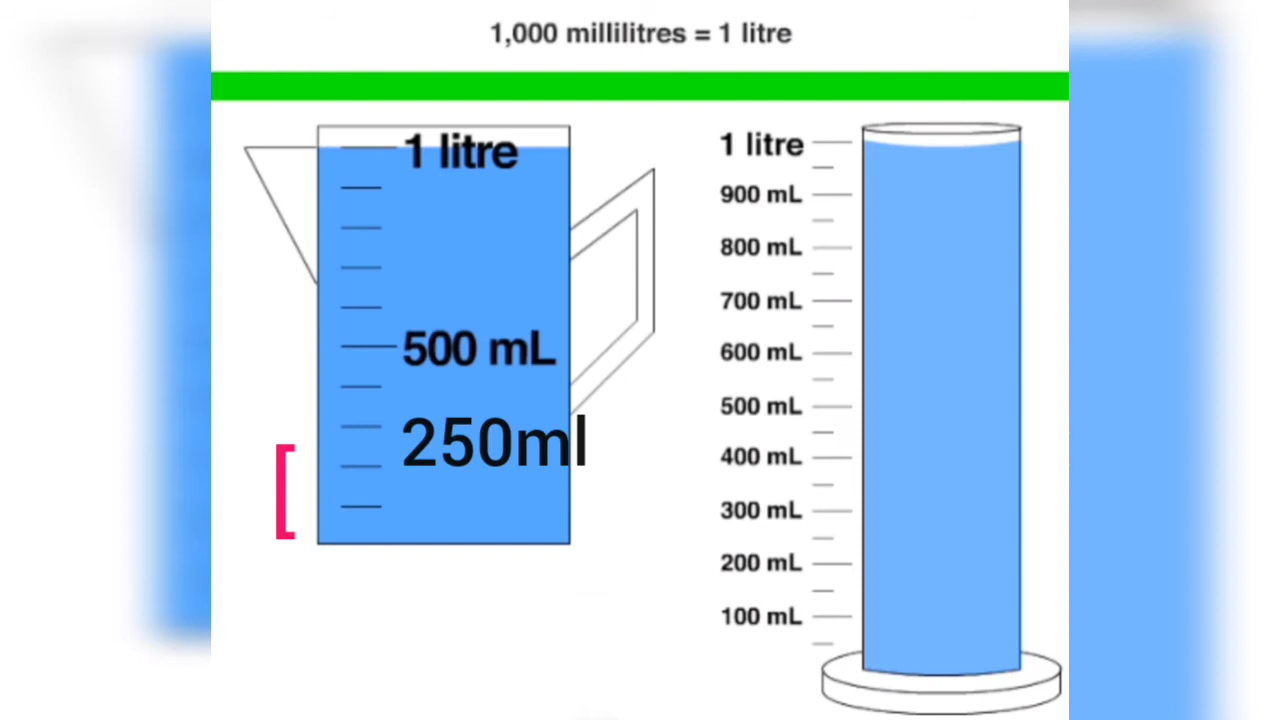 1,000 millilitres = 1 litre
1 litre
500 mL
250ml
[
1 litre
900 mL
800 mL
700 mL
600 mL
500 mL
400 mL
300 mL
200 mL
100 mL